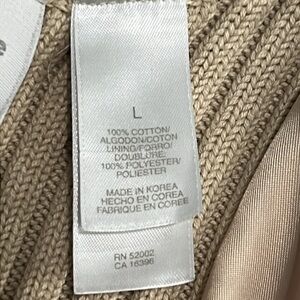 L
100% COTTON/
ALGODON/COTON
LINING/FORRO/
DOUBLURE:
100% POLYESTER/
POLIESTER
MADE IN KOREA
HECHO EN COREA
FABRIQUE EN COREE
RN 52002
CA 16396